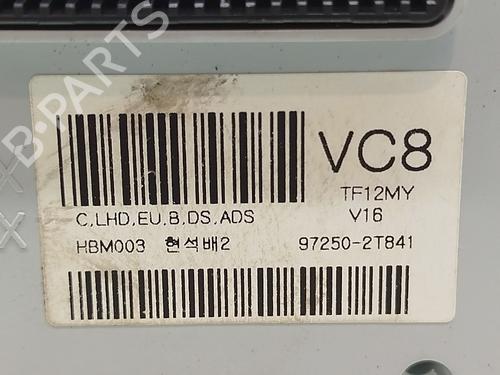 VC8
C,LHD,EU,B,DS,ADS
TF12MY
V16
HBM003 현석배2 97250-2T841
B-PARTS